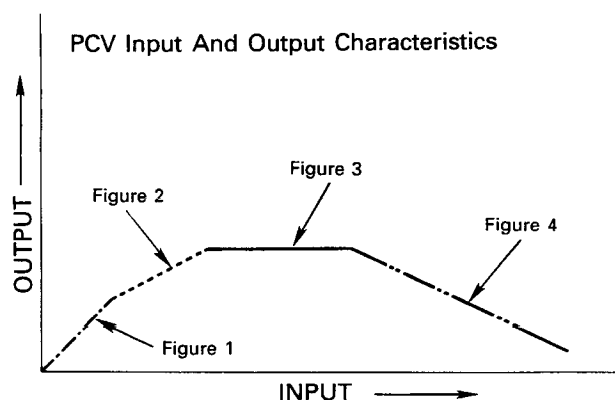 PCV Input And Output Characteristics
Figure 3
Figure 2
Figure 4
Figure 1
OUTPUT
INPUT